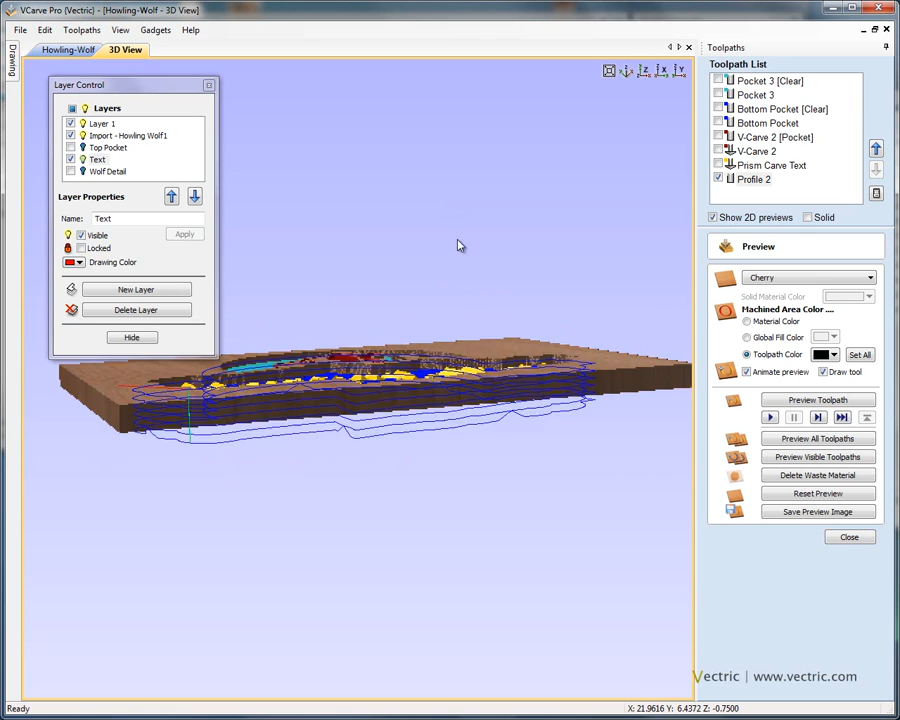 VCarve Pro (Vectric) - [Howling-Wolf - 3D View]
File Edit Toolpaths View Gadgets Help
Drawing
Howling-Wolf 3D View
Layer Control
Layers
Layer 1
Import - Howling Wolf1
Top Pocket
Text
Wolf Detail
Layer Properties
Name: Text
Visible Apply
Locked
Drawing Color
New Layer
Delete Layer
Hide
Z X Y
Toolpaths
Toolpath List
Pocket 3 [Clear]
Pocket 3
Bottom Pocket [Clear]
Bottom Pocket
V-Carve 2 [Pocket]
V-Carve 2
Prism Carve Text
Profile 2
Show 2D previews Solid
Preview
Cherry
Solid Material Color
Machined Area Color ....
Material Color
Global Fill Color
Toolpath Color Set All
Animate preview Draw tool
Preview Toolpath
Preview All Toolpaths
Preview Visible Toolpaths
Delete Waste Material
Reset Preview
Save Preview Image
Close
Vectric | www.vectric.com
Ready X: 21.9616 Y: 6.4372 Z: -0.7500